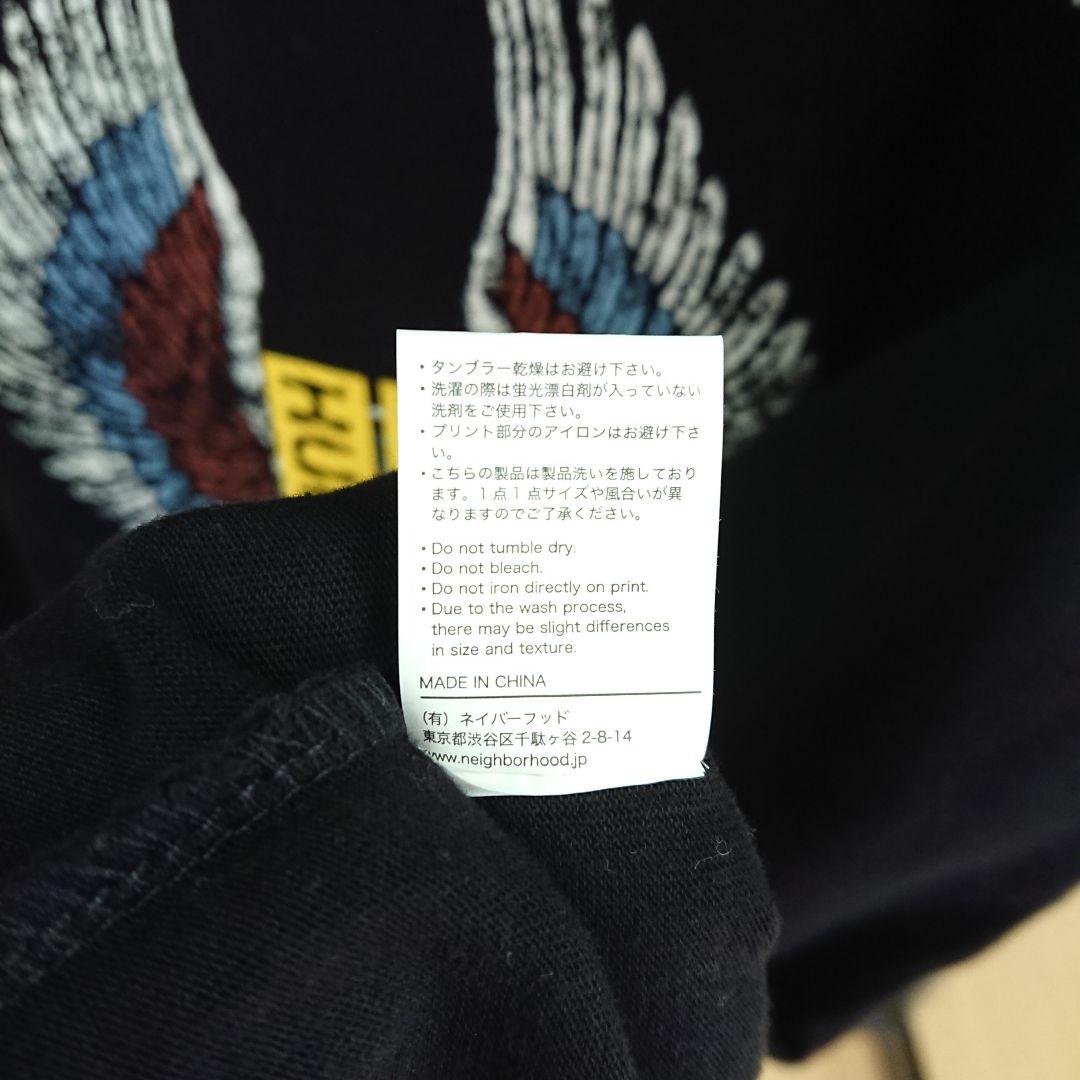 HU
・タンブラー乾燥はお避け下さい。
・洗濯の際は蛍光漂白剤が入っていない
洗剤をご使用下さい。
・プリント部分のアイロンはお避け下さ
い。
・こちらの製品は製品洗いを施しており
ます。1点1点サイズや風合いが異
なりますのでご了承ください。
・Do not tumble dry.
・Do not bleach.
・Do not iron directly on print.
・Due to the wash process,
there may be slight differences
in size and texture.
MADE IN CHINA
(有) ネイバーフッド
東京都渋谷区千駄ヶ谷 2-8-14
www.neighborhood.jp